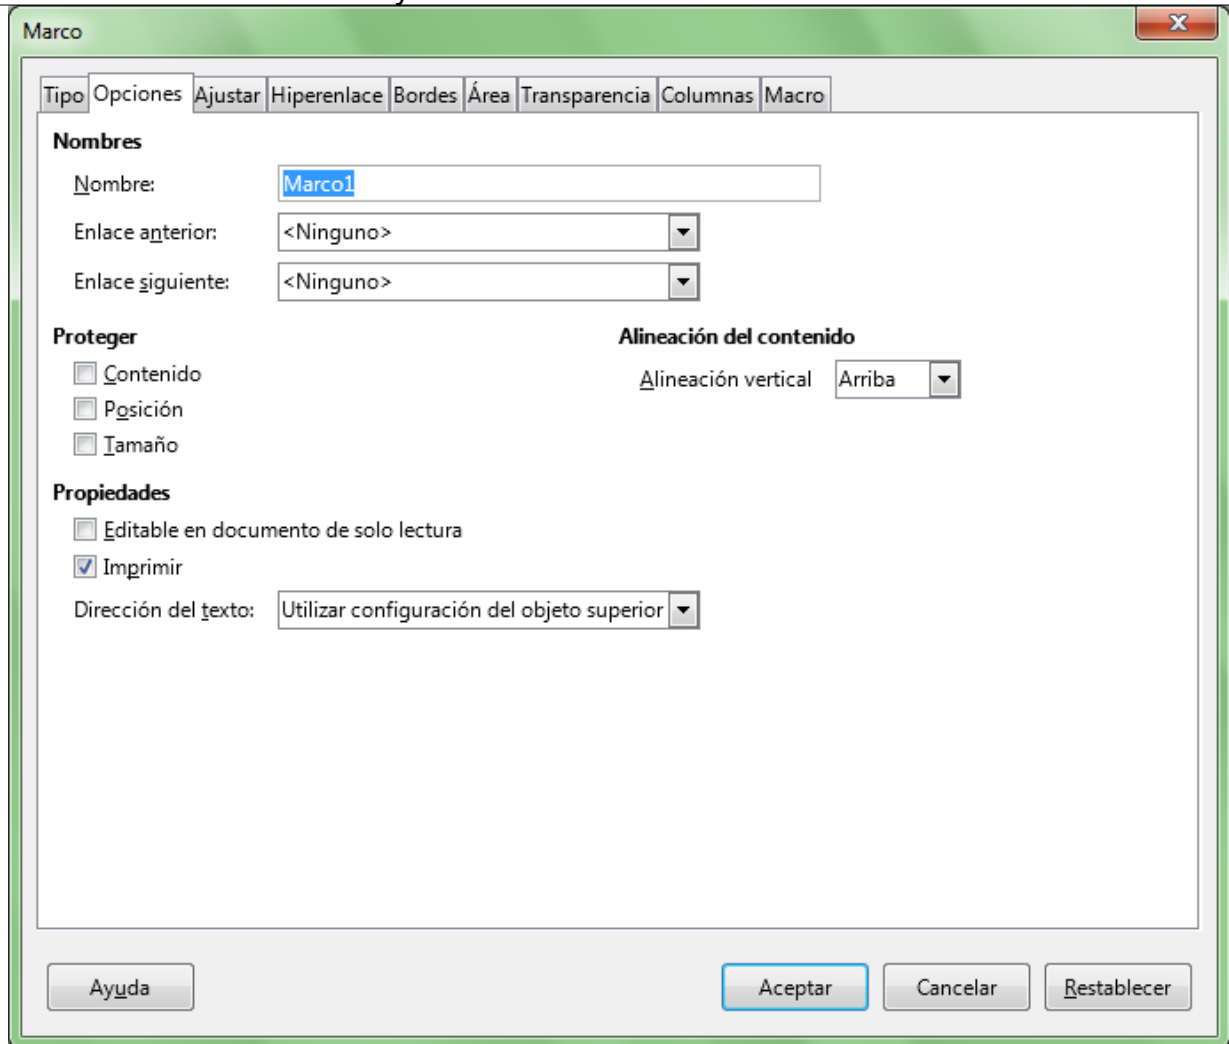 Marco
Tipo Opciones Ajustar Hiperenlace Bordes Área Transparencia Columnas Macro
Nombres
Nombre: Marco1
Enlace anterior: <Ninguno>
Enlace siguiente: <Ninguno>
Proteger Alineación del contenido
Contenido Alineación vertical Arriba
Posición
Tamaño
Propiedades
Editable en documento de solo lectura
Imprimir
Dirección del texto: Utilizar configuración del objeto superior
Ayuda Aceptar Cancelar Restablecer